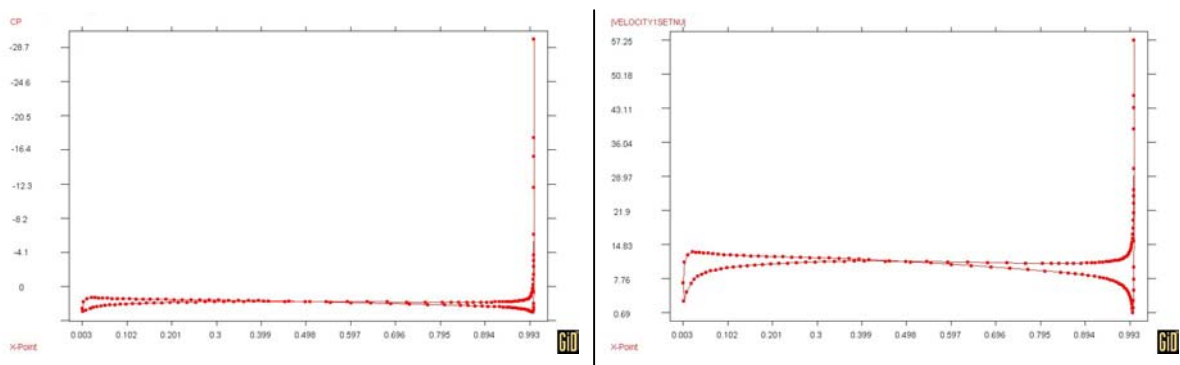 CP
-28.7
-24.6
-20.5
-16.4
-12.3
-8.2
-4.1
0
0.003 0.102 0.201 0.3 0.399 0.498 0.597 0.696 0.795 0.894 0.993
X-Point
GiD
|VELOCITY1SETNU|
57.25
50.18
43.11
36.04
28.97
21.9
14.83
7.76
0.69
0.003 0.102 0.201 0.3 0.399 0.498 0.597 0.696 0.795 0.894 0.993
X-Point
GiD